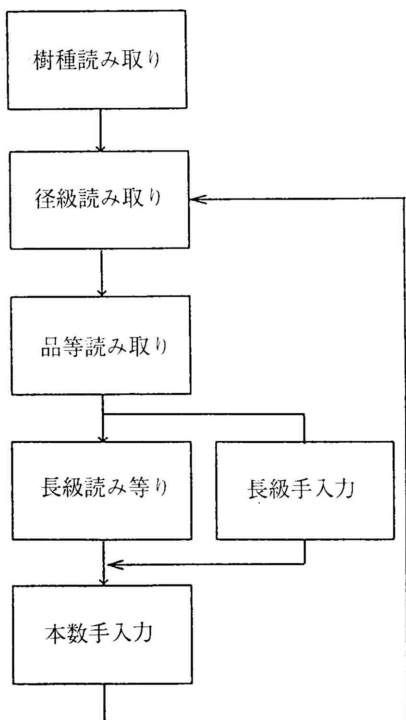 樹種読み取り
径級読み取り
品等読み取り
長級読み等り
長級手入力
本数手入力